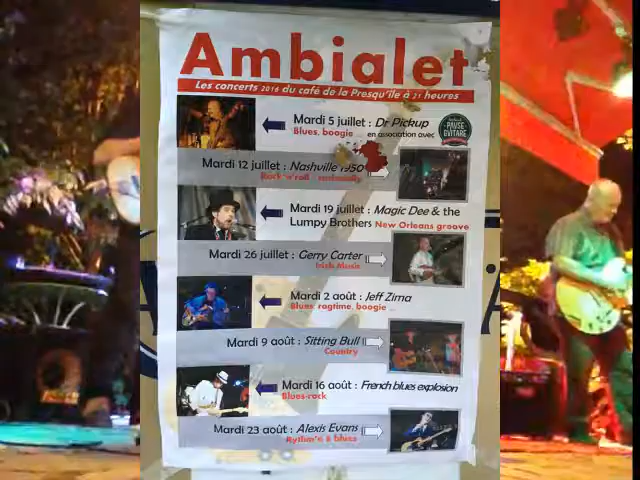 Ambialet
Les concerts 2016 du café de la Presqu'île à 21 heures
Mardi 5 juillet : Dr Pickup
Blues, boogie ... en association avec
PAUSE GUITARE
Mardi 12 juillet : Nashville 1950
Rock'n'roll rockabilly
Mardi 19 juillet : Magic Dee & the
Lumpy Brothers New Orleans groove
Mardi 26 juillet : Gerry Carter
Irish Music
Mardi 2 août : Jeff Zima
Blues, ragtime, boogie ...
Mardi 9 août : Sitting Bull
Country
Mardi 16 août : French blues explosion
Blues-rock
Mardi 23 août : Alexis Evans
Rythm'n B blues